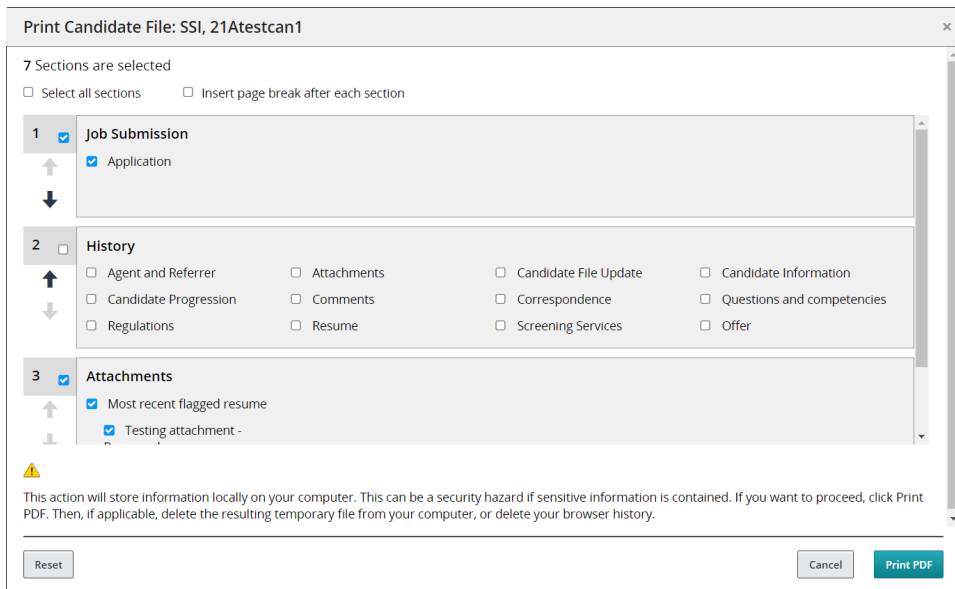 Print Candidate File: SSI, 21Atestcan1
×
7 Sections are selected
Select all sections
Insert page break after each section
1
Job Submission
Application
2
History
Agent and Referrer
Attachments
Candidate File Update
Candidate Information
Candidate Progression
Comments
Correspondence
Questions and competencies
Regulations
Resume
Screening Services
Offer
3
Attachments
Most recent flagged resume
Testing attachment -
This action will store information locally on your computer. This can be a security hazard if sensitive information is contained. If you want to proceed, click Print
PDF. Then, if applicable, delete the resulting temporary file from your computer, or delete your browser history.
Reset
Cancel
Print PDF